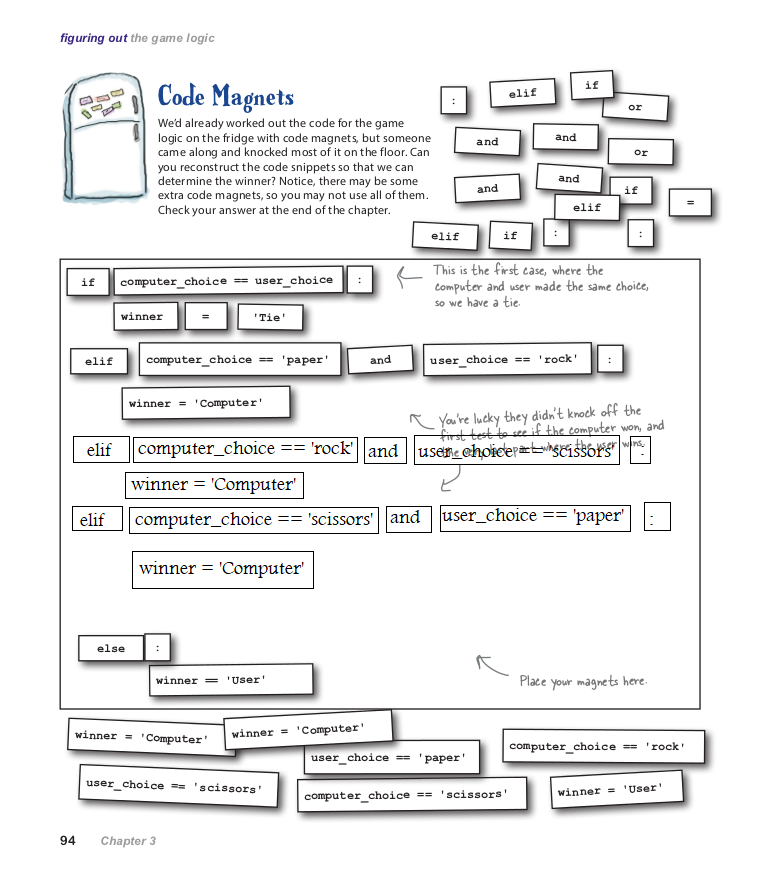 figuring out the game logic
Code Magnets
We'd already worked out the code for the game
logic on the fridge with code magnets, but someone
came along and knocked most of it on the floor. Can
you reconstruct the code snippets so that we can
determine the winner? Notice, there may be some
extra code magnets, so you may not use all of them.
Check your answer at the end of the chapter.
:
elif
if
or
and
and
or
and
and
if
elif
=
elif
if
:
:
if computer_choice == user_choice :
This is the first case, where the
computer and user made the same choice,
so we have a tie.
winner = 'Tie'
elif computer_choice == 'paper' and user_choice == 'rock' :
winner = 'Computer'
You're lucky they didn't knock off the
first test to see if the computer won, and
the very last part where the user wins.
elif computer_choice == 'rock' and user_choice == 'scissors' :
winner = 'Computer'
elif computer_choice == 'scissors' and user_choice == 'paper' :
winner = 'Computer'
else :
winner == 'User'
Place your magnets here.
winner = 'Computer'
winner = 'Computer'
user_choice == 'paper'
computer_choice == 'rock'
user_choice == 'scissors'
computer_choice == 'scissors'
winner = 'User'
94 Chapter 3